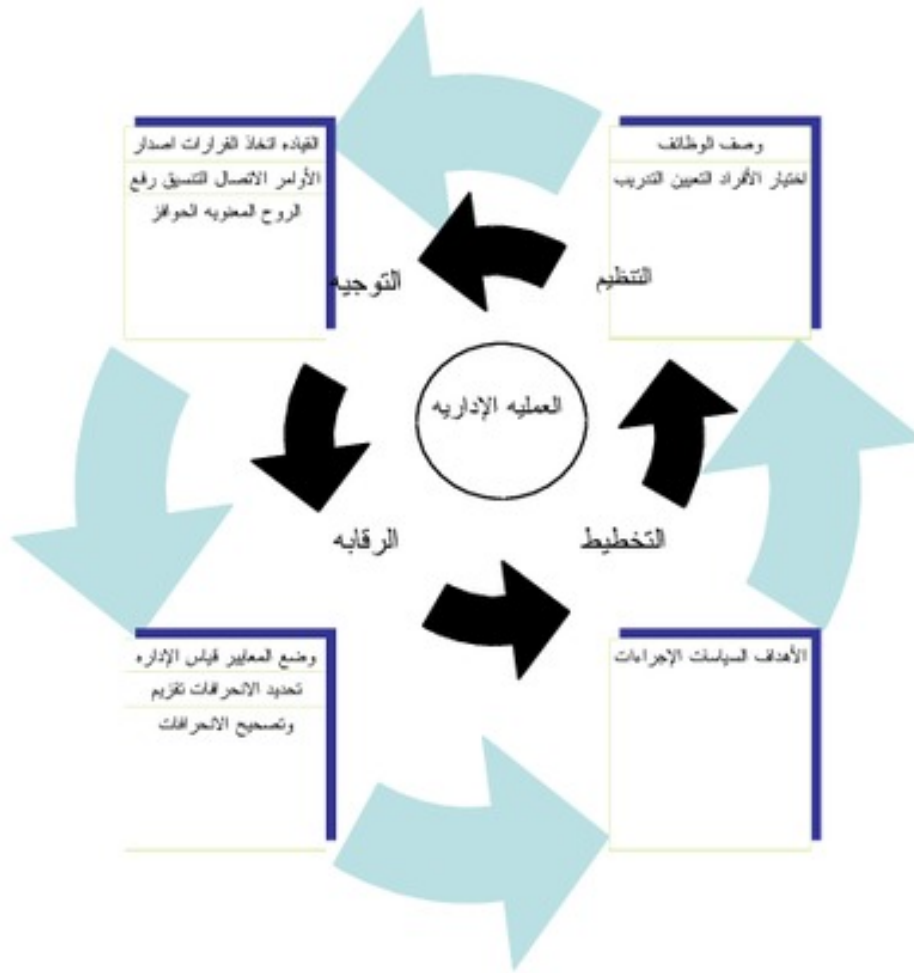 وصف الوظائف
اختيار الأفراد التعيين التدريب
القياده اتخاذ القرارات اصدار
الأوامر الاتصال التنسيق رفع
الروح المعنويه الحوافز
التنظيم
التوجيه
العمليه الإداريه
التخطيط
الرقابه
الأهداف السياسات الإجراءات
وضع المعايير قياس الإداره
تحديد الانحرافات تقزيم
وتصحيح الانحرافات